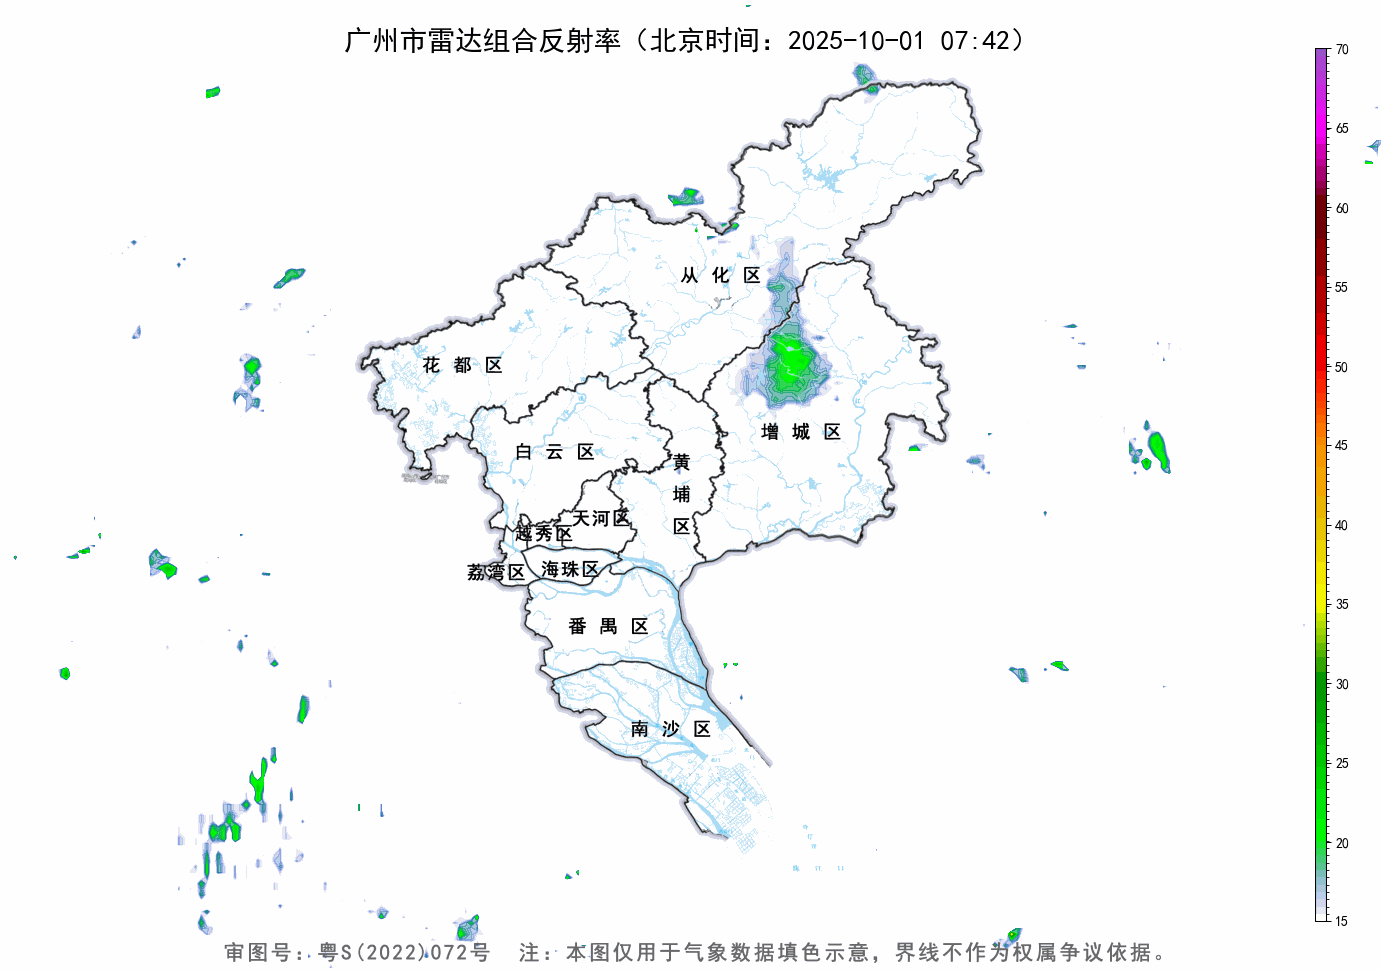 广州市雷达组合反射率（北京时间：2025-10-01 07:42）
70
65
60
55
50
45
40
35
30
25
20
15
从化区
花都区
增城区
白云区
黄埔区
天河区
越秀区
荔湾区
海珠区
番禺区
南沙区
审图号：粤S(2022)072号 注：本图仅用于气象数据填色示意，界线不作为权属争议依据。